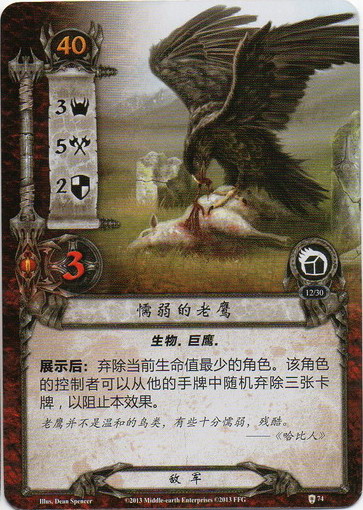 40
3
5
2
3
12/30
懦弱的老鹰
生物. 巨鹰.
展示后：弃除当前生命值最少的角色。该角色
的控制者可以从他的手牌中随机弃除三张卡
牌，以阻止本效果。
老鹰并不是温和的鸟类，有些十分懦弱，残酷。
——《哈比人》
敌军
Illus. Dean Spencer ©2013 Middle-earth Enterprises ©2013 FFG 74